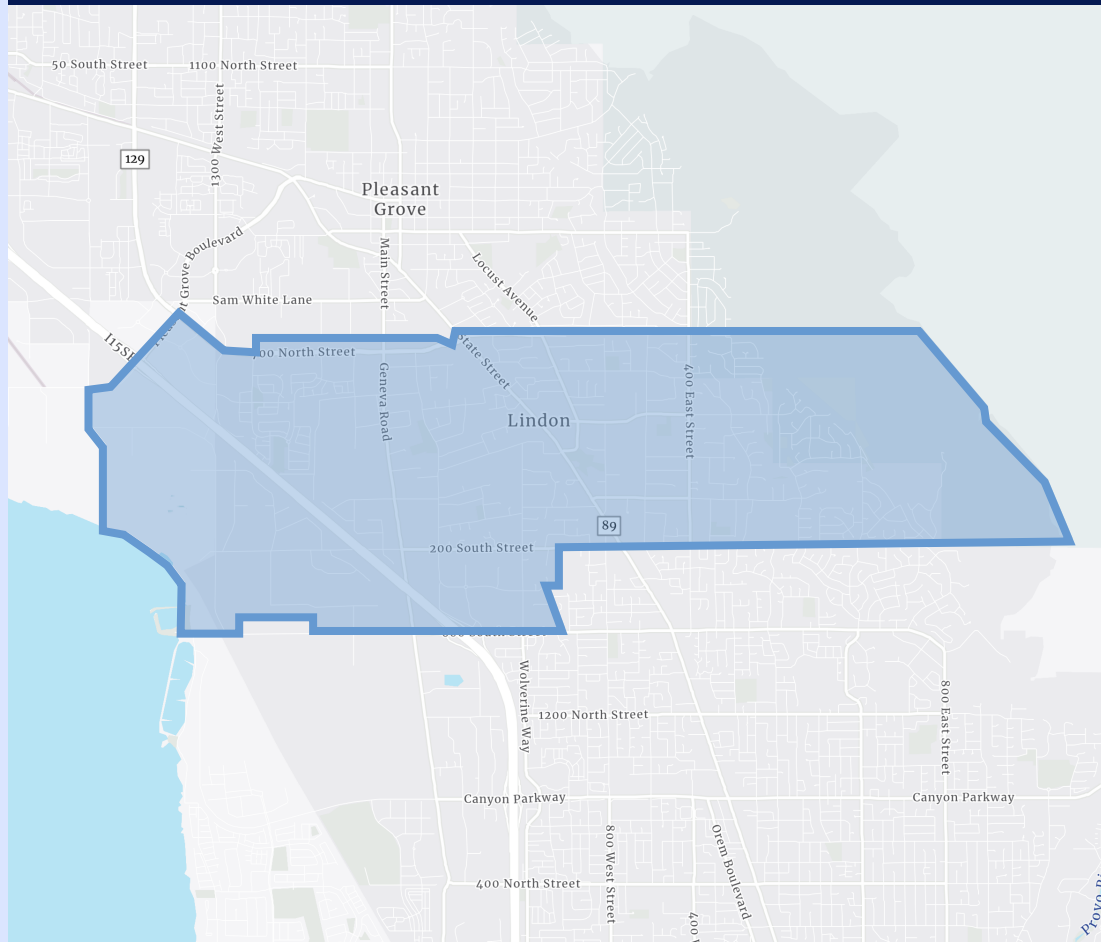 50 South Street
1100 North Street
1300 West Street
129
Pleasant
Grove
Boulevard
Grove
Main Street
Locust Avenue
Sam White Lane
State Street
North Street
Geneva Road
400 East Street
Lindon
89
200 South Street
Wolverine Way
1200 North Street
800 East Street
Canyon Parkway
Canyon Parkway
800 West Street
Orem Boulevard
400 North Street
400
Provo